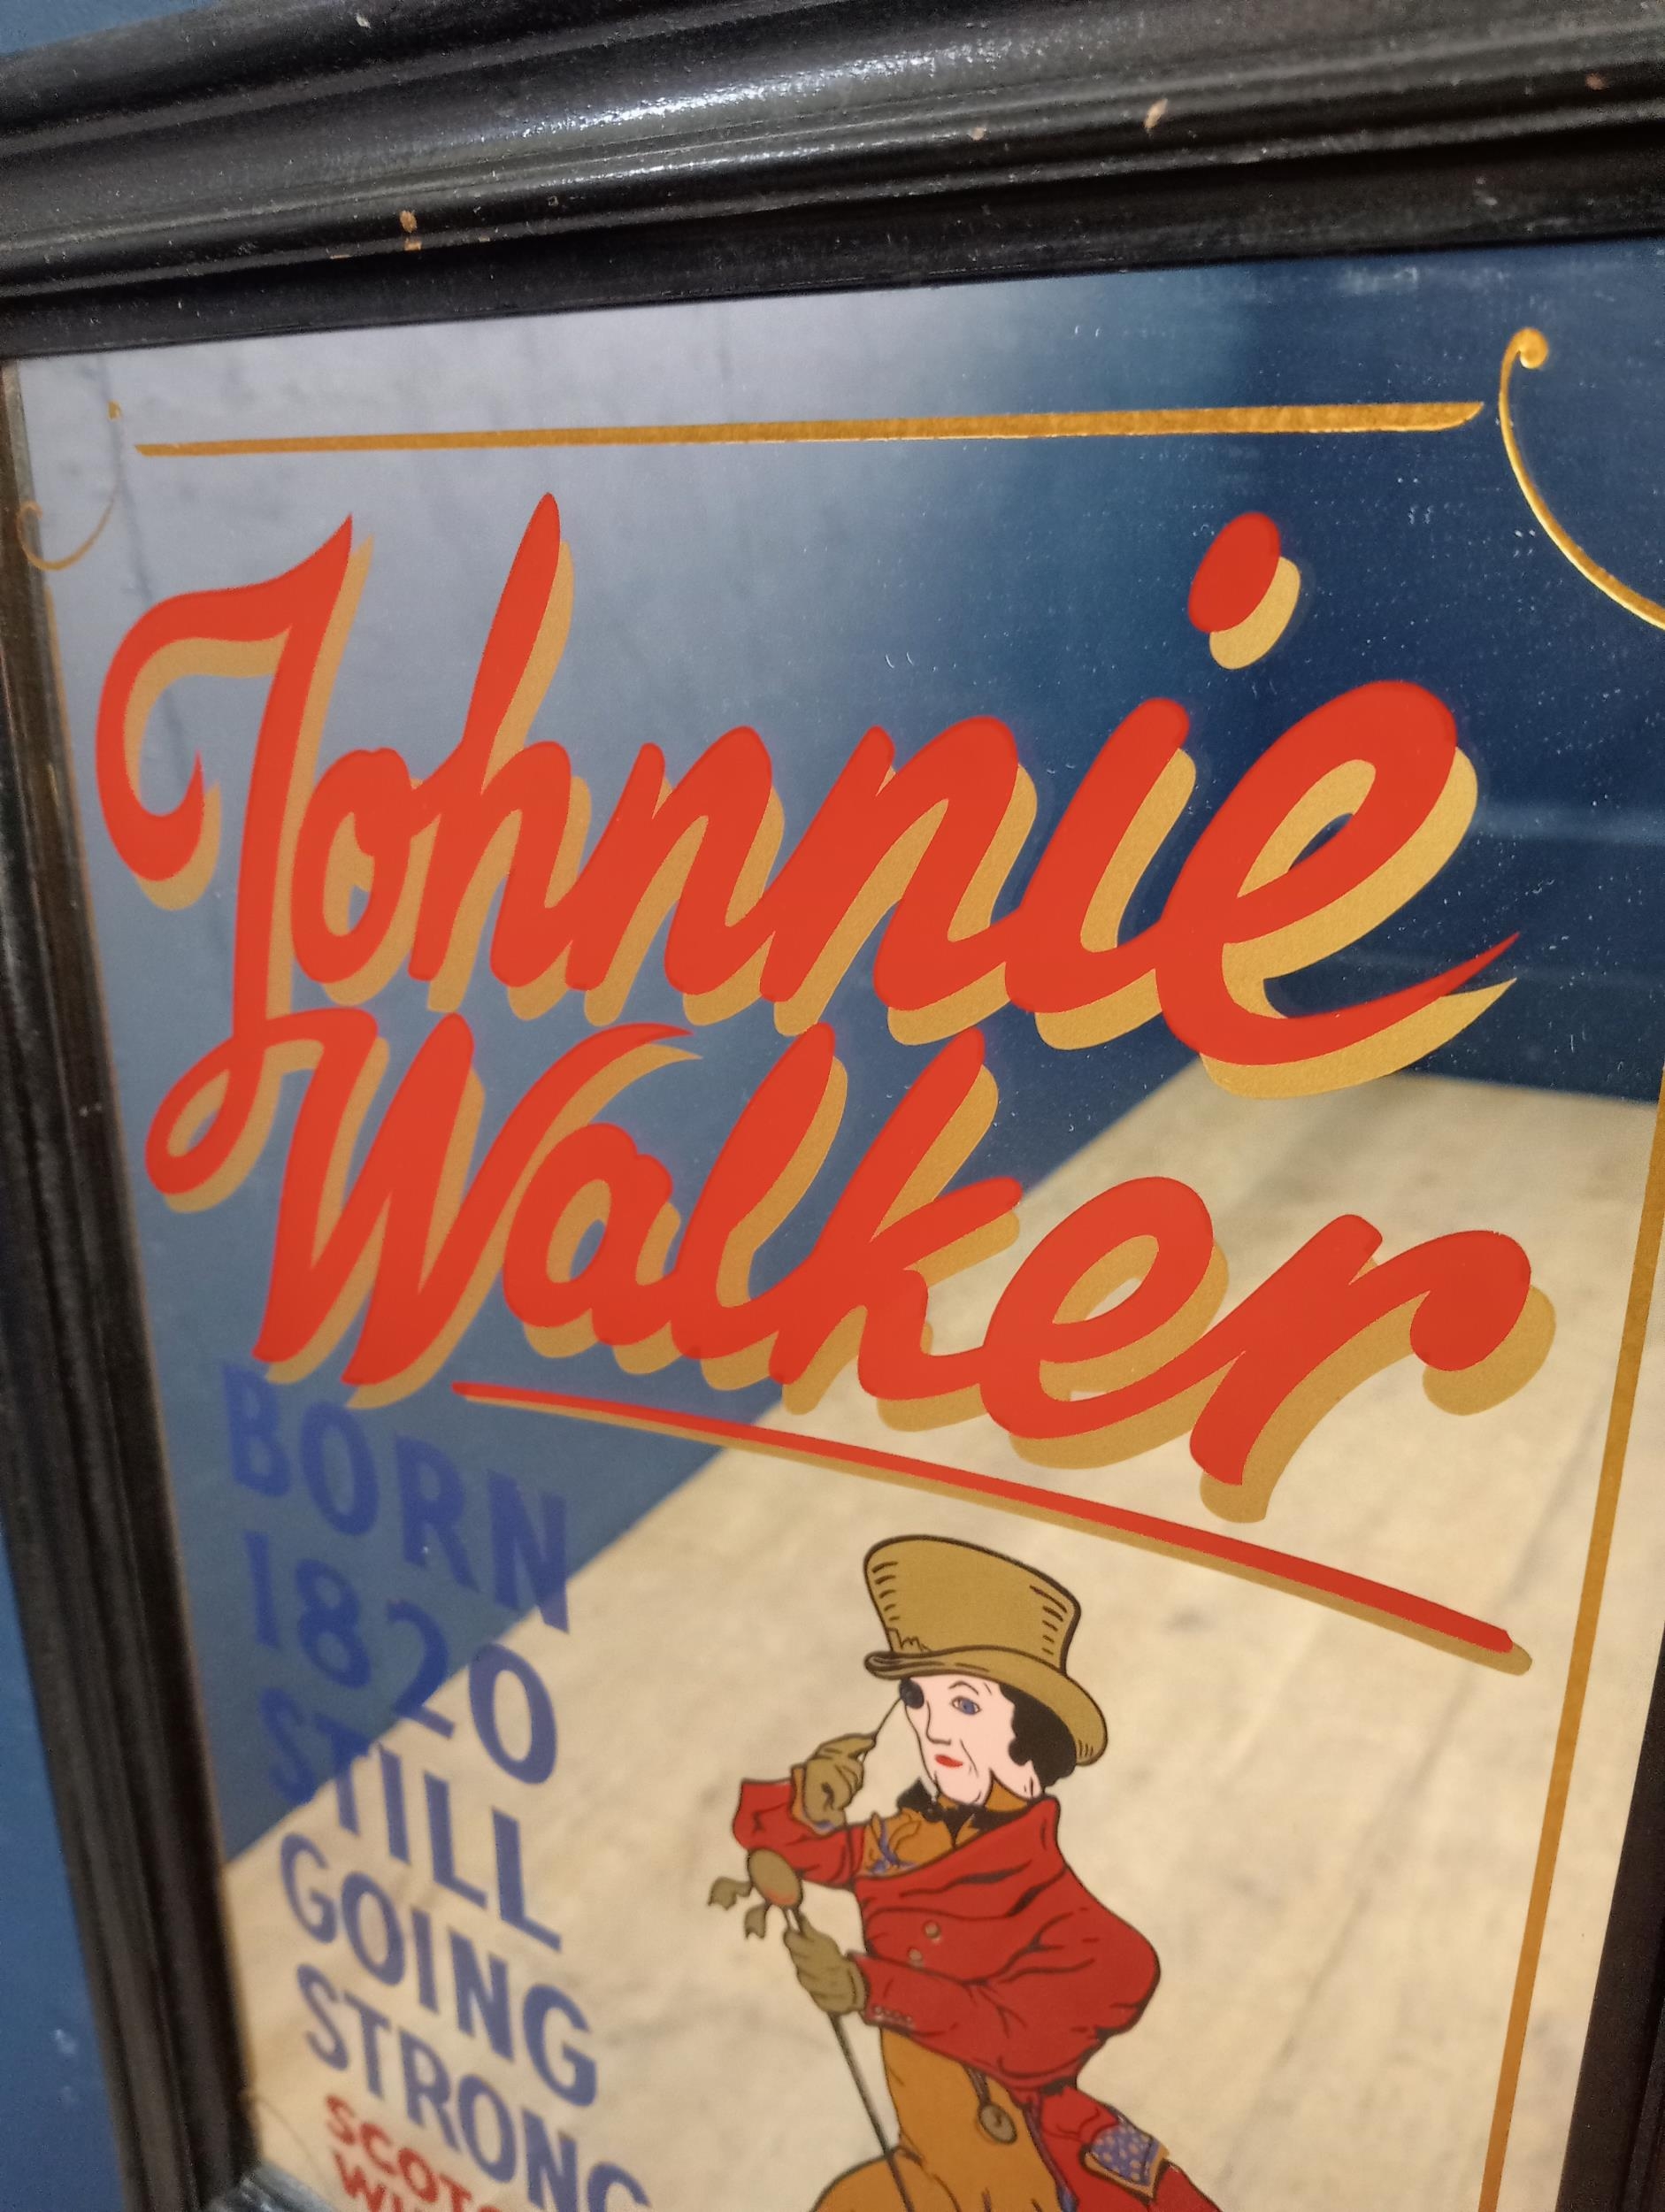 Johnnie
Walker
BORN
1820
STILL
GOING
STRONG